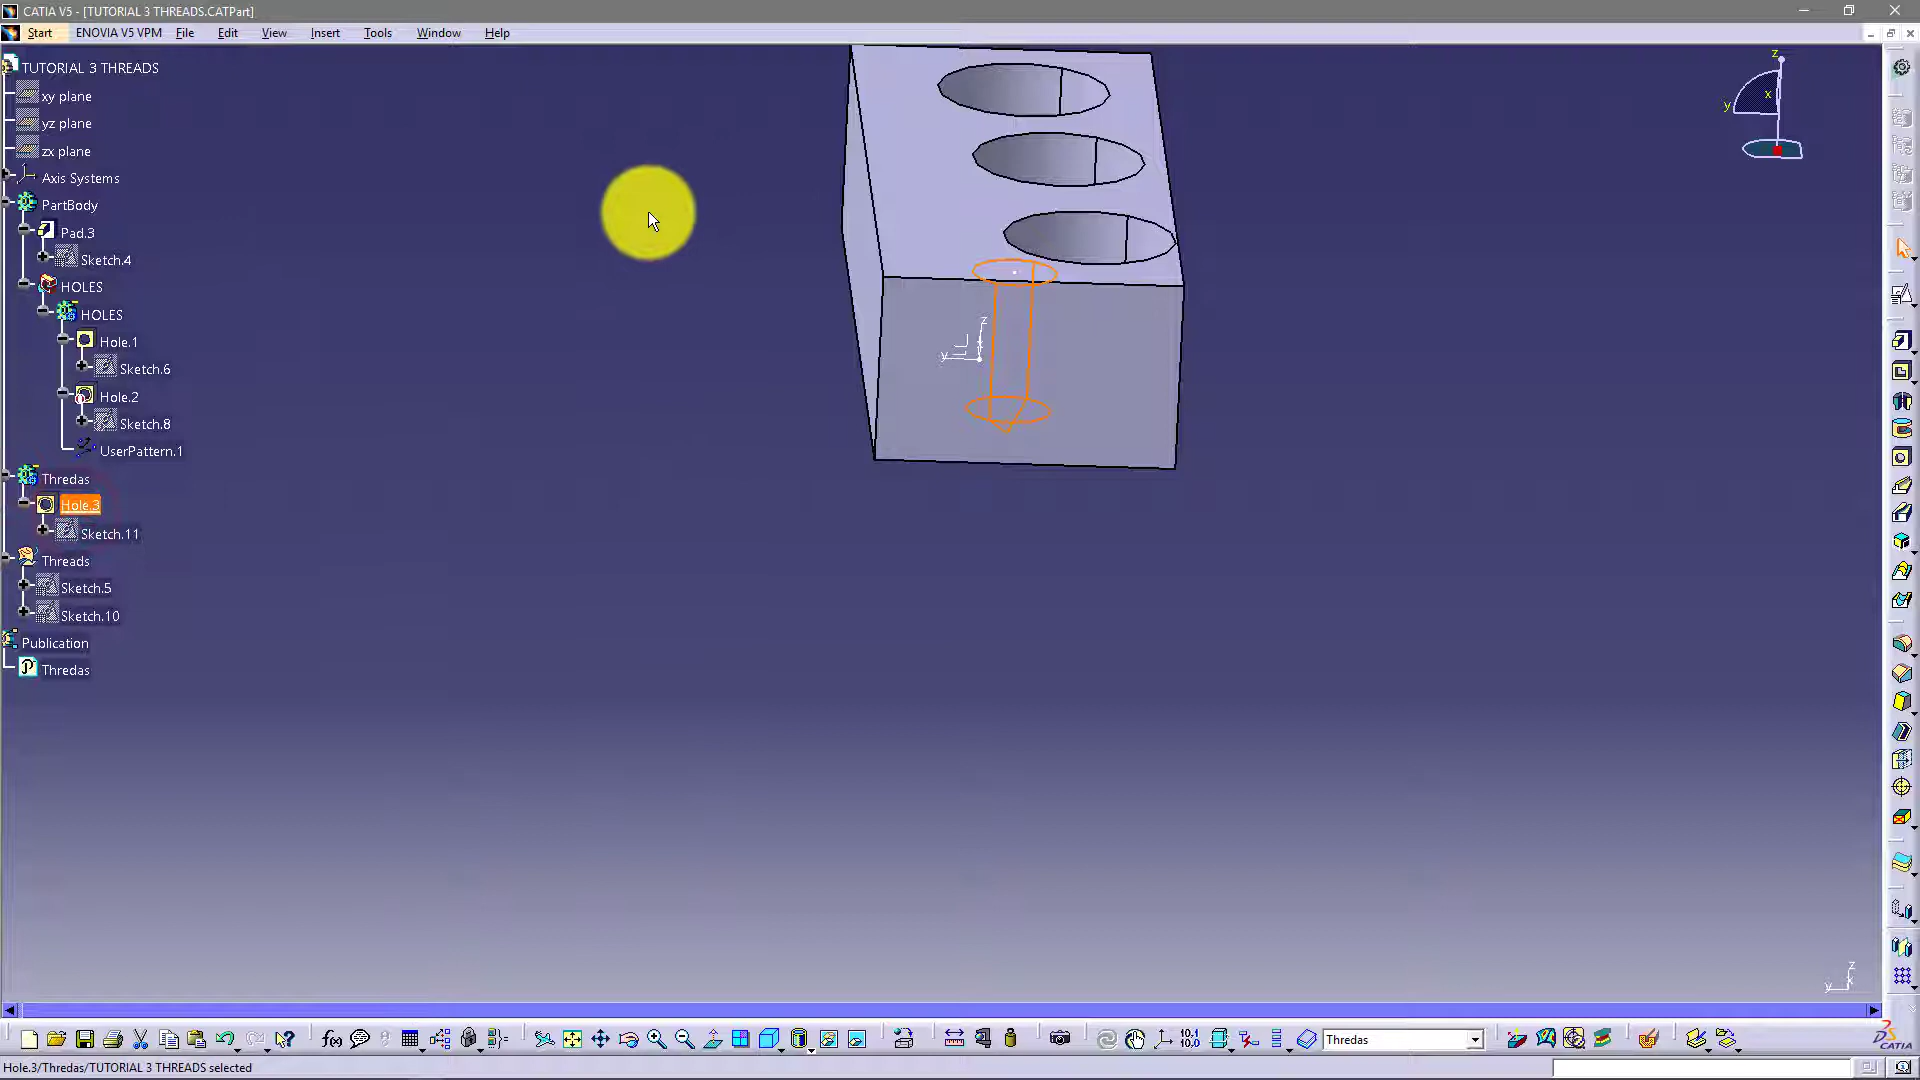 CATIA V5 - [TUTORIAL 3 THREADS.CATPart]
Start ENOVIA V5 VPM File Edit View Insert Tools Window Help
TUTORIAL 3 THREADS
xy plane
yz plane
zx plane
Axis Systems
PartBody
Pad.3
Sketch.4
HOLES
HOLES
Hole.1
Sketch.6
Hole.2
Sketch.8
UserPattern.1
Thredas
Hole.3
Sketch.11
Threads
Sketch.5
Sketch.10
Publication
Thredas
z
x
y
z
y
z
y
Thredas
CATIA
Hole.3/Thredas/TUTORIAL 3 THREADS selected